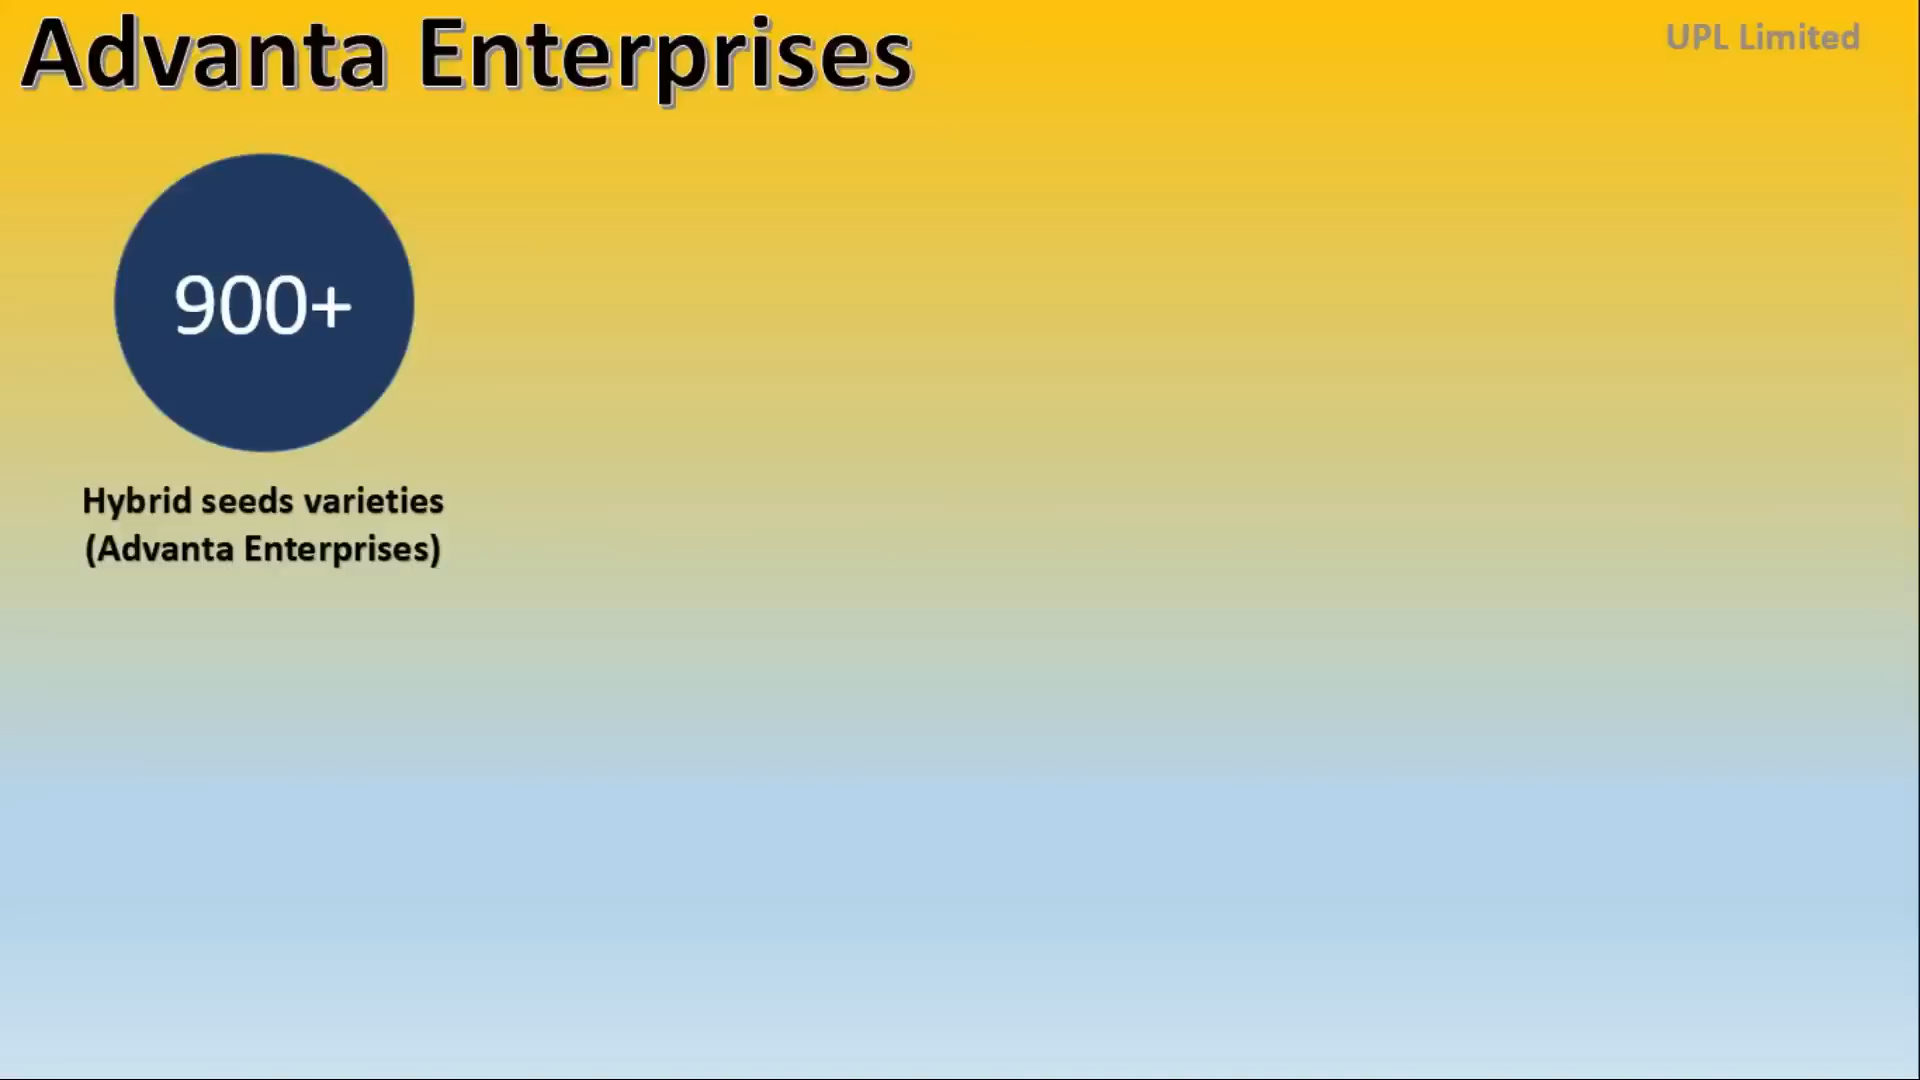 Advanta Enterprises
UPL Limited
900+
Hybrid seeds varieties
(Advanta Enterprises)